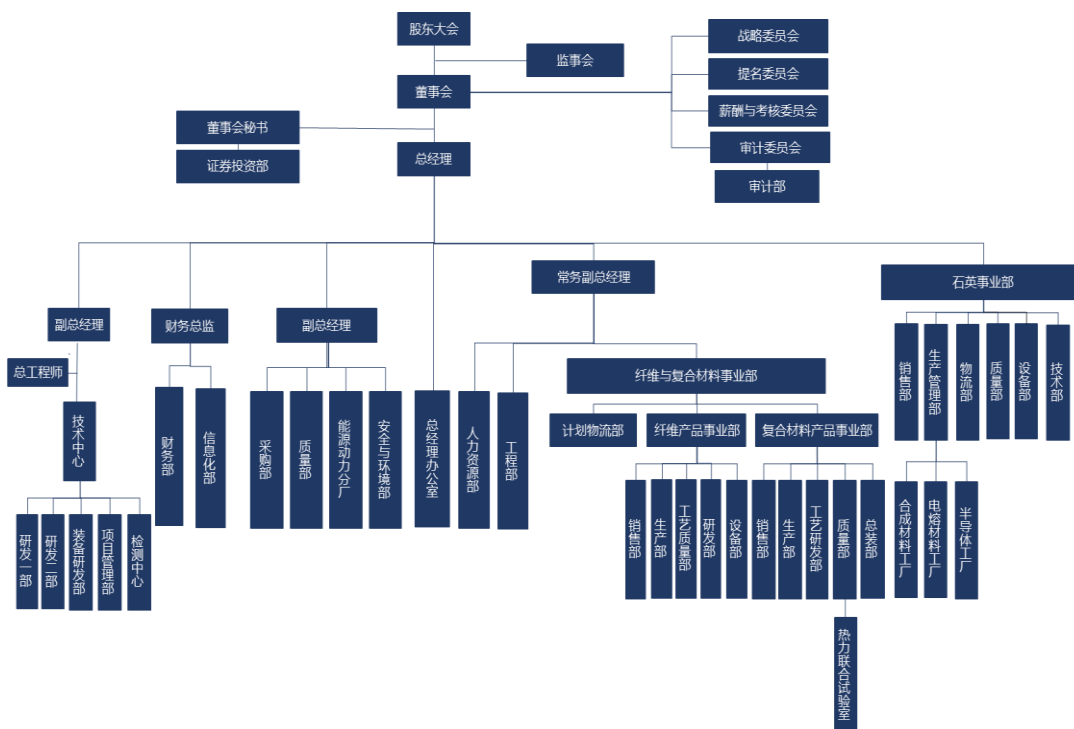 股东大会
监事会
董事会
战略委员会
提名委员会
薪酬与考核委员会
审计委员会
审计部
董事会秘书
证券投资部
总经理
常务副总经理
石英事业部
副总经理
财务总监
副总经理
总工程师
技术中心
研发一部
研发二部
装备研发部
项目管理部
检测中心
财务部
信息化部
采购部
质量部
能源动力分厂
安全与环境部
总经理办公室
人力资源部
工程部
纤维与复合材料事业部
计划物流部
纤维产品事业部
复合材料产品事业部
销售部
生产部
工艺质量部
研发部
设备部
销售部
生产部
工艺研发部
质量部
总装部
热力联合试验室
销售部
生产管理部
物流部
质量部
设备部
技术部
合成材料工厂
电熔材料工厂
半导体工厂